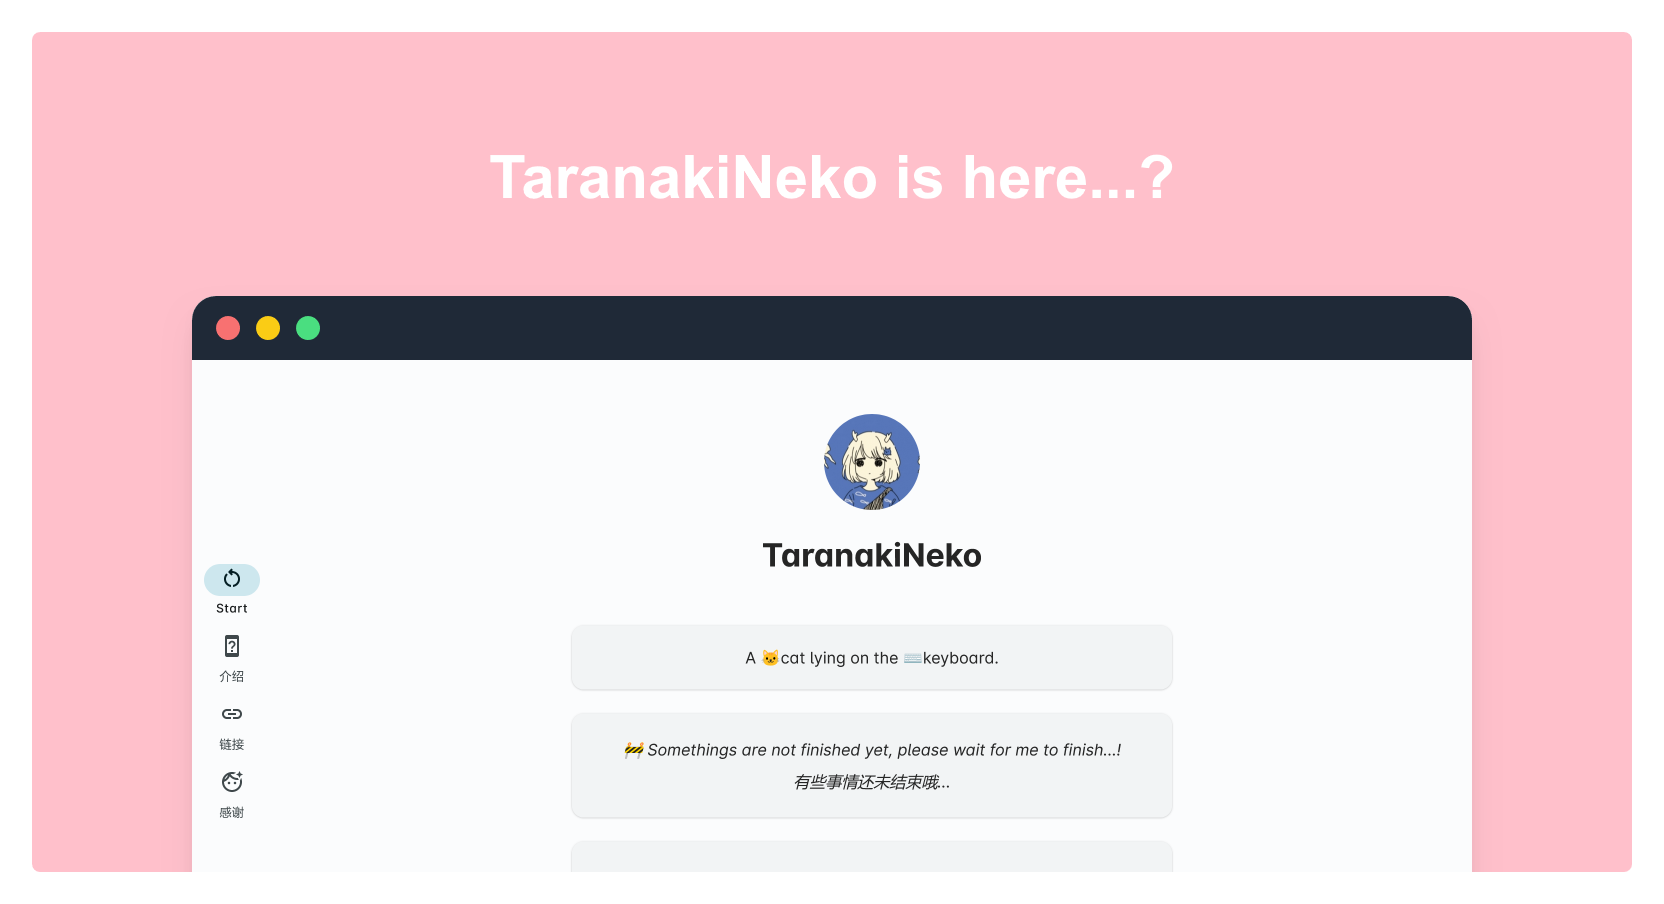 TaranakiNeko is here...?
TaranakiNeko
Start
介绍
链接
感谢
A 🐱cat lying on the ⌨️keyboard.
🚧 Somethings are not finished yet, please wait for me to finish...!
有些事情还未结束哦...